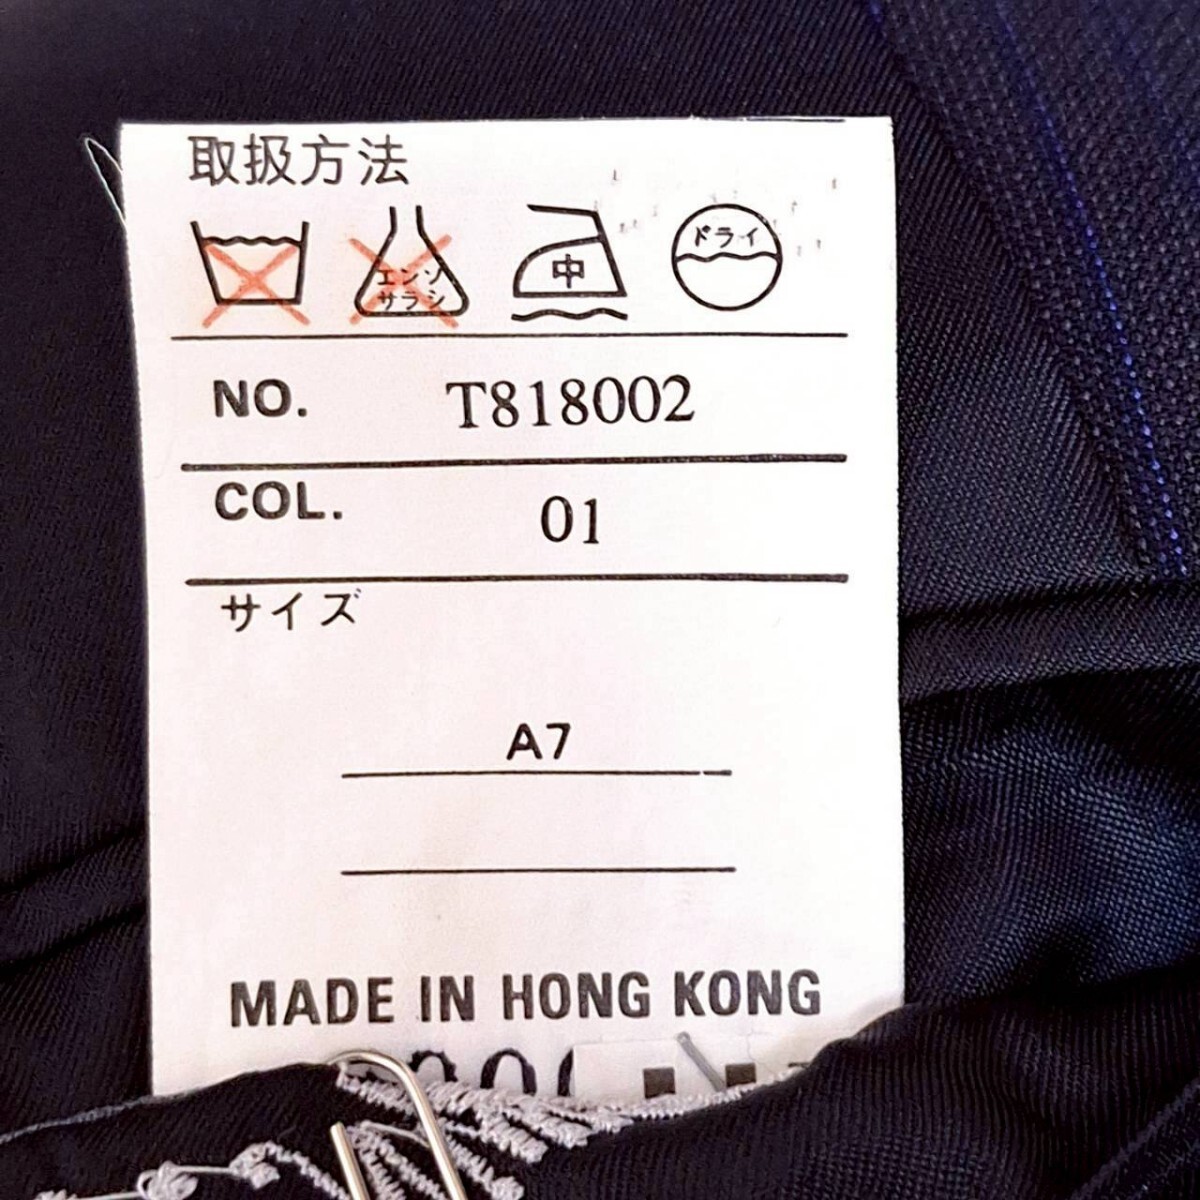 取扱方法
エンソ
サラシ
中
ドライ
NO. T818002
COL. 01
サイズ
A7
MADE IN HONG KONG